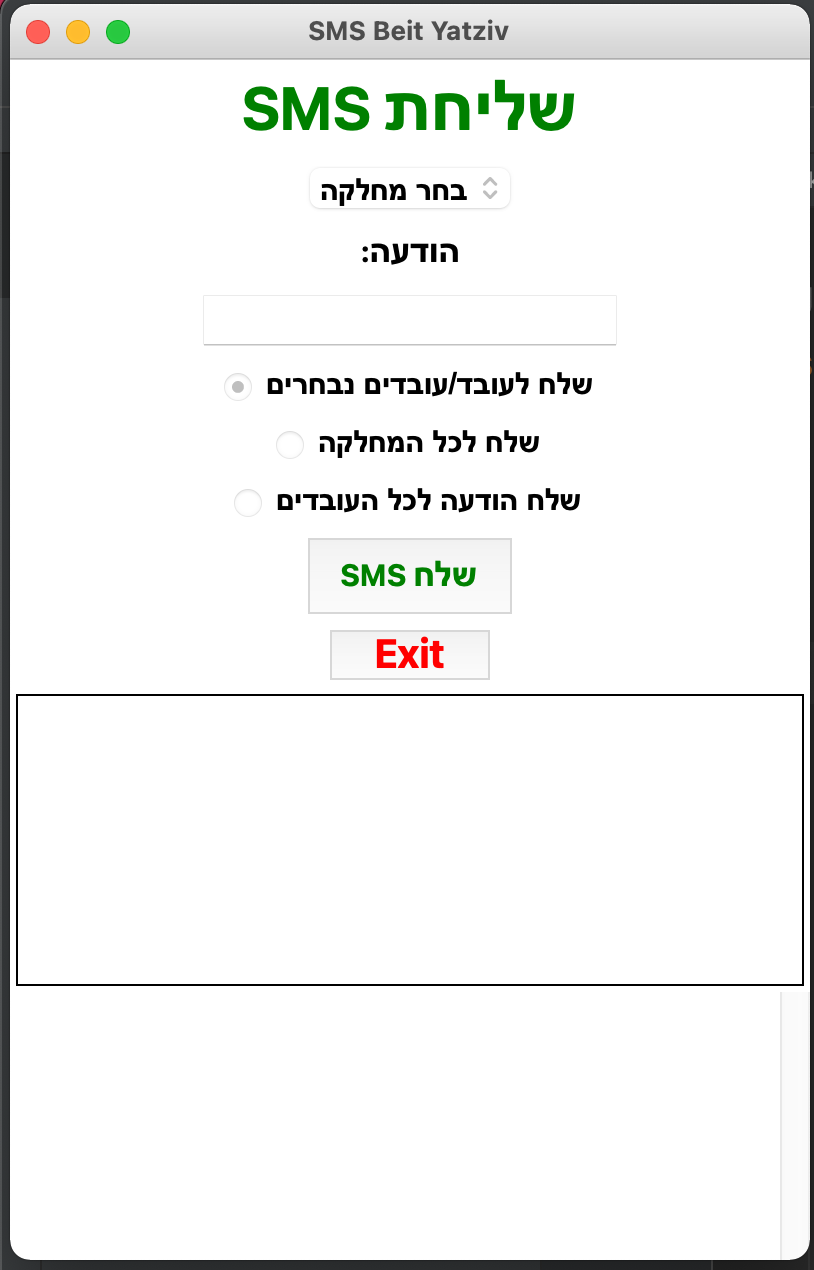 SMS Beit Yatziv
שליחת SMS
בחר מחלקה
הודעה:
שלח לעובד/עובדים נבחרים
שלח לכל המחלקה
שלח הודעה לכל העובדים
שלח SMS
Exit